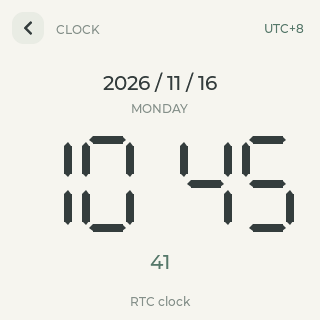 CLOCK
UTC+8
2026 / 11 / 16
MONDAY
10 45
41
RTC clock